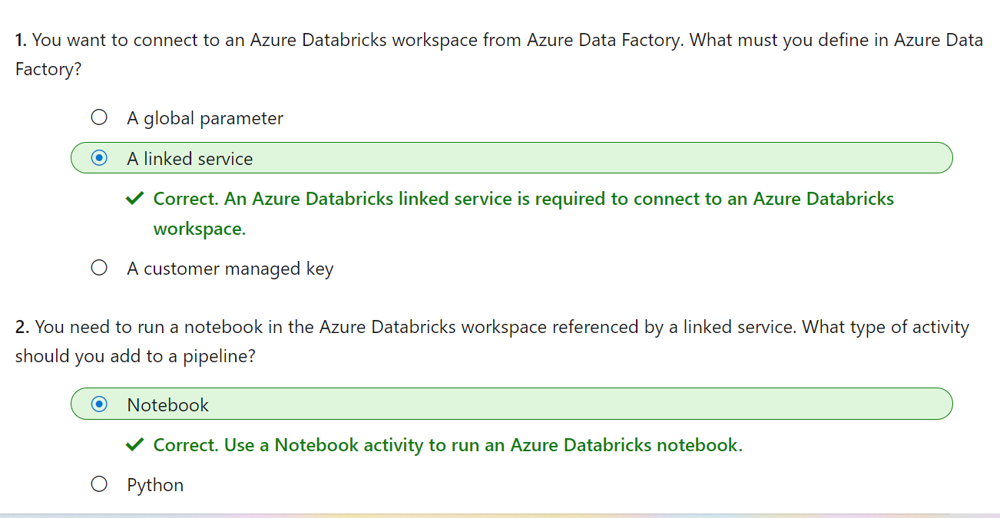 1. You want to connect to an Azure Databricks workspace from Azure Data Factory. What must you define in Azure Data
Factory?
A global parameter
A linked service
Correct. An Azure Databricks linked service is required to connect to an Azure Databricks
workspace.
A customer managed key
2. You need to run a notebook in the Azure Databricks workspace referenced by a linked service. What type of activity
should you add to a pipeline?
Notebook
Correct. Use a Notebook activity to run an Azure Databricks notebook.
Python